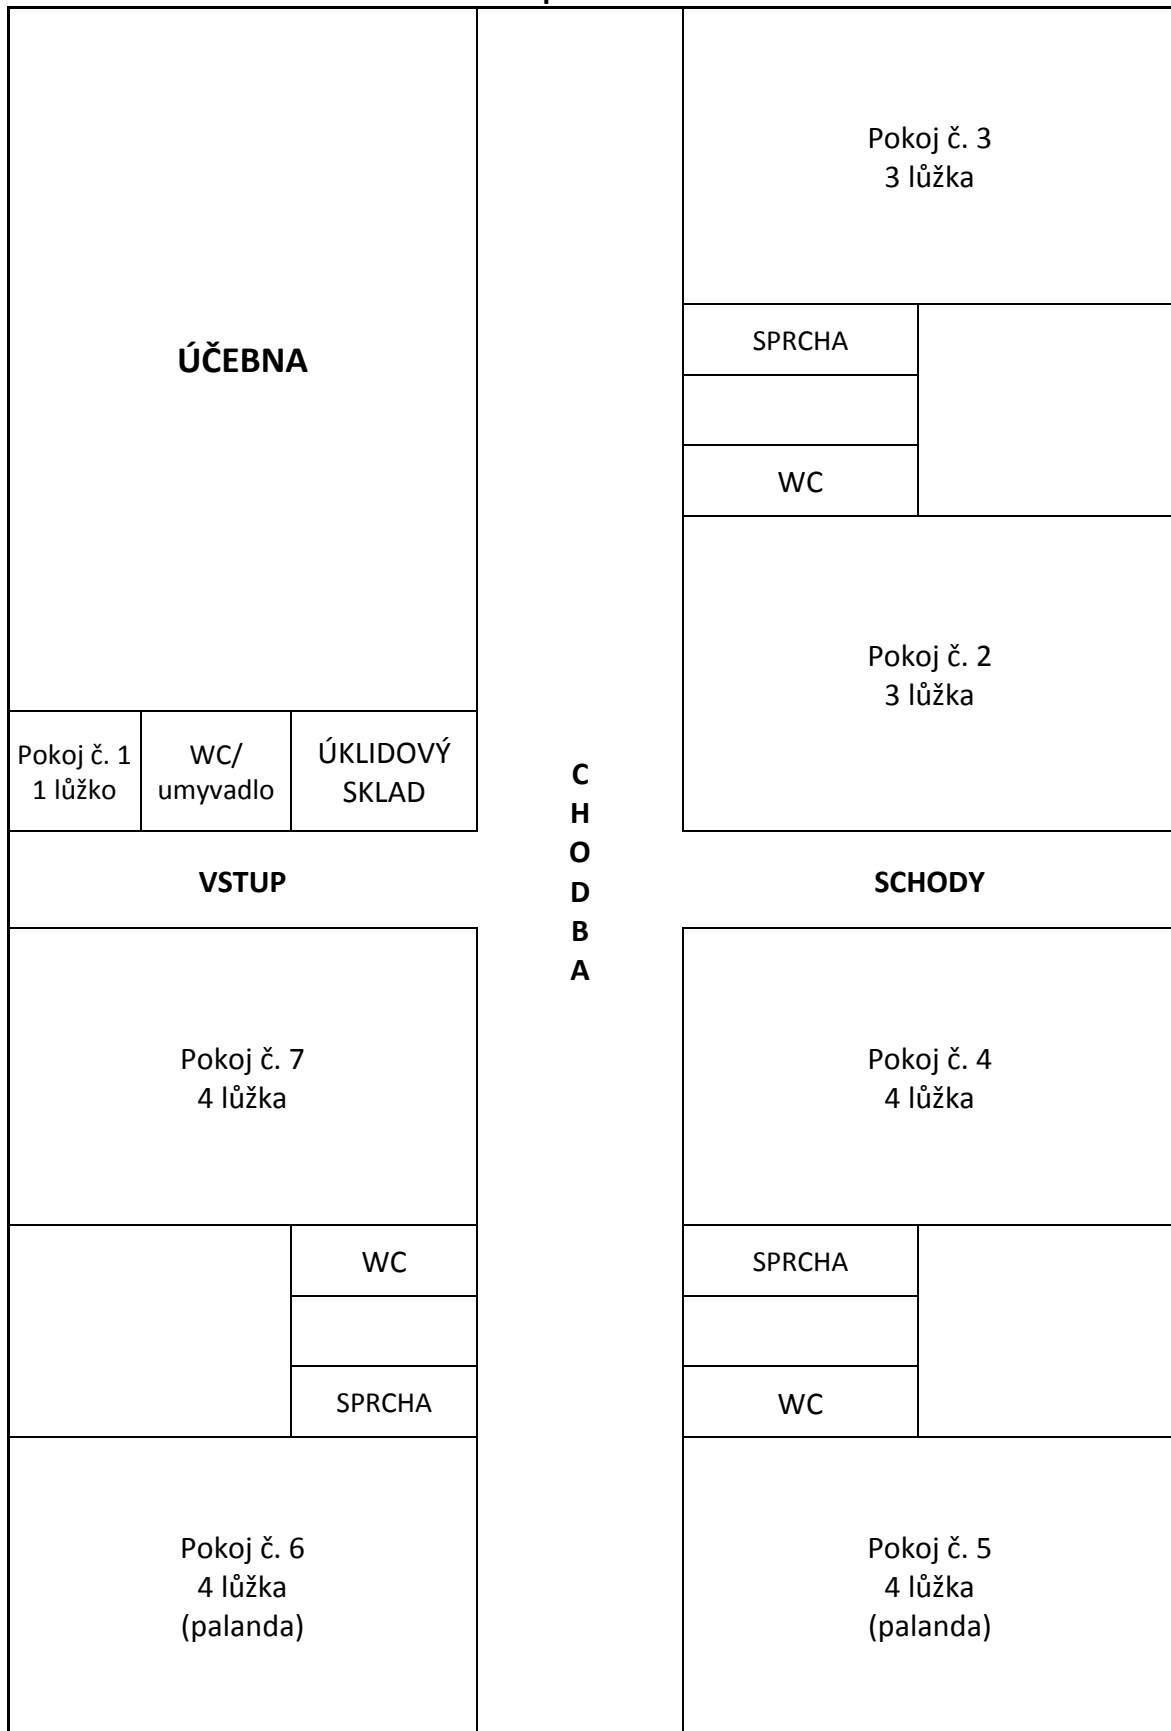 Pokoj č. 3
3 lůžka
SPRCHA
ÚČEBNA
WC
Pokoj č. 2
3 lůžka
Pokoj č. 1
1 lůžko
WC/
umyvadlo
ÚKLIDOVÝ
SKLAD
C
H
O
D
B
A
VSTUP
SCHODY
Pokoj č. 7
4 lůžka
Pokoj č. 4
4 lůžka
WC
SPRCHA
SPRCHA
WC
Pokoj č. 6
4 lůžka
(palanda)
Pokoj č. 5
4 lůžka
(palanda)